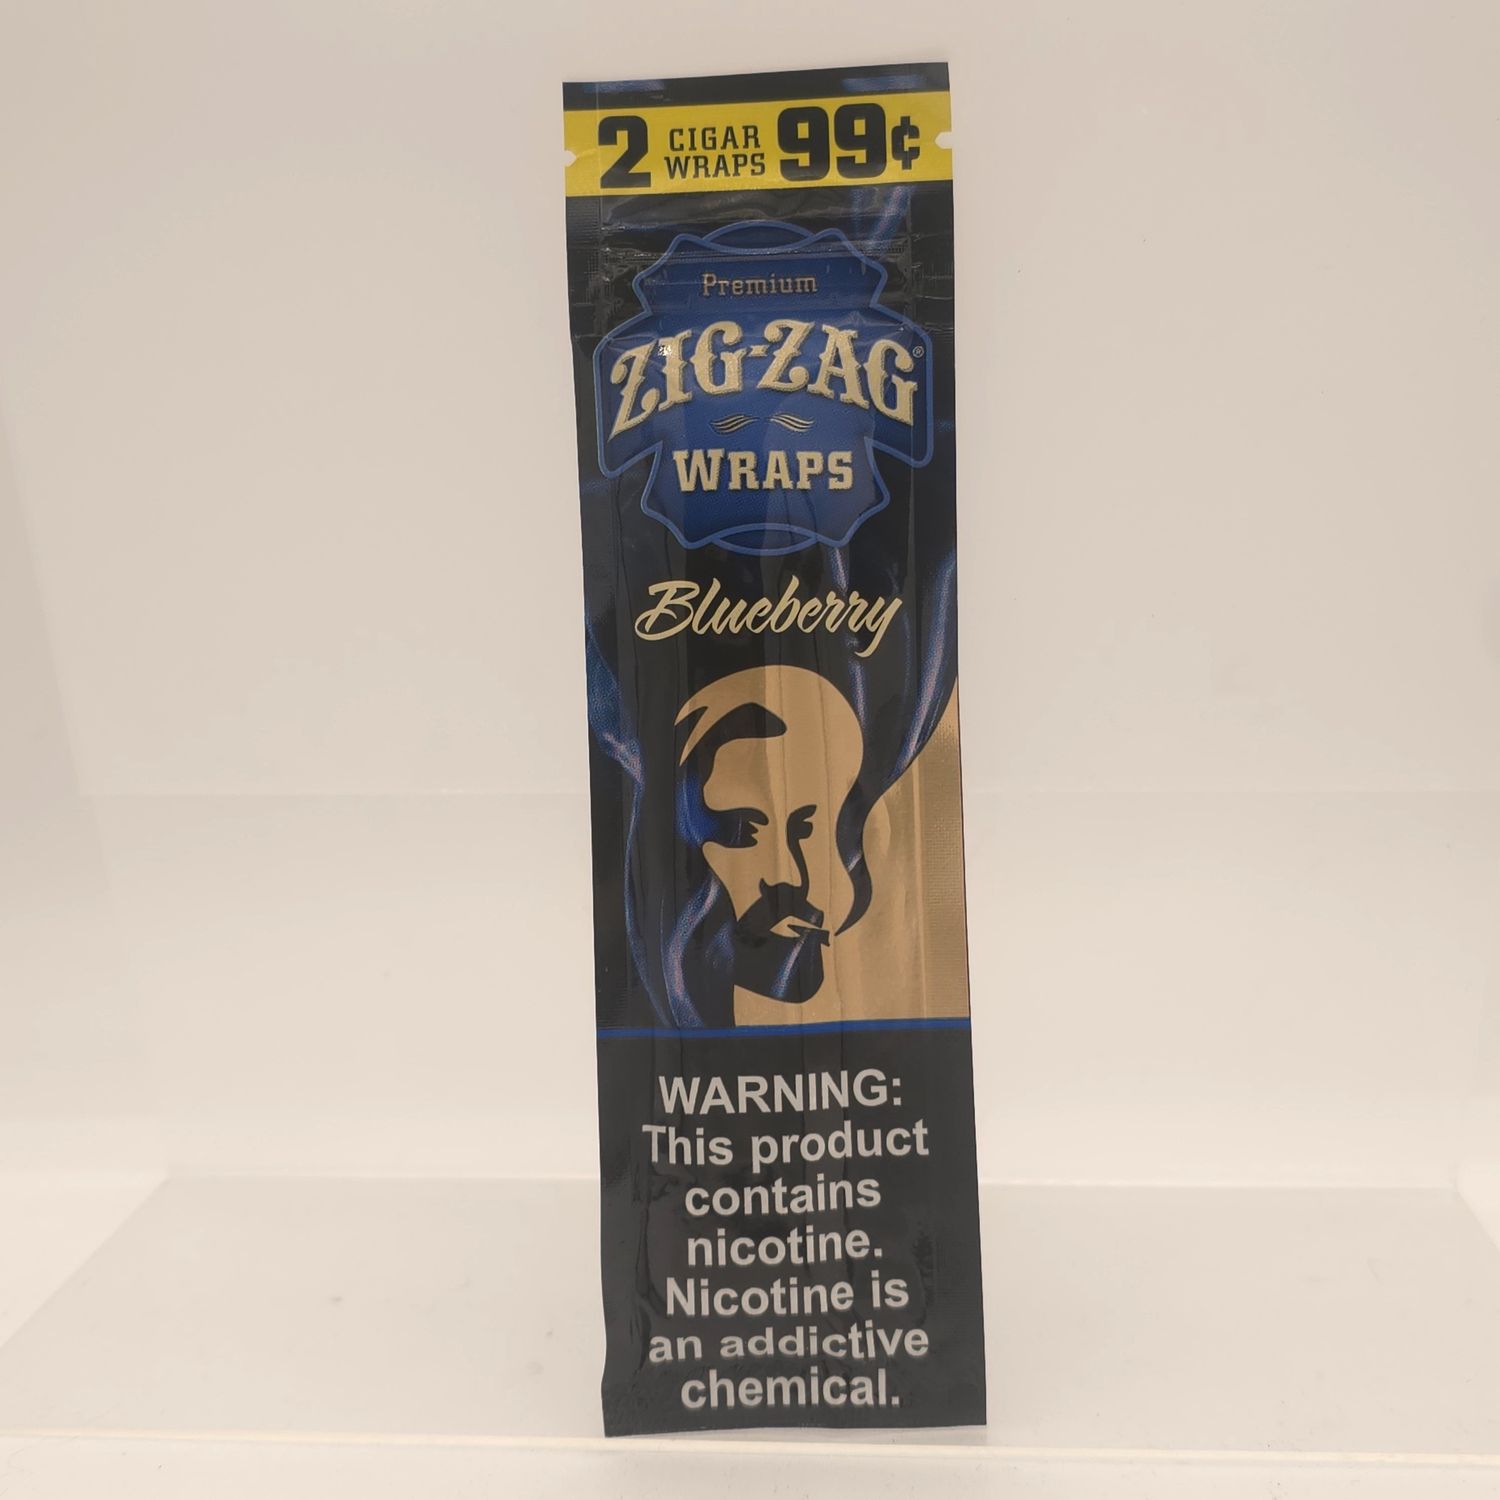 2 CIGAR WRAPS 99¢
Premium
ZIG-ZAG®
WRAPS
Blueberry
WARNING:
This product
contains
nicotine.
Nicotine is
an addictive
chemical.